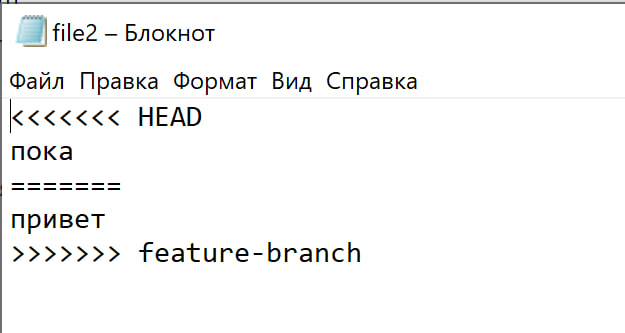 file2 – Блокнот
Файл Правка Формат Вид Справка
<<<<<<< HEAD
пока
=======
привет
>>>>>>> feature-branch